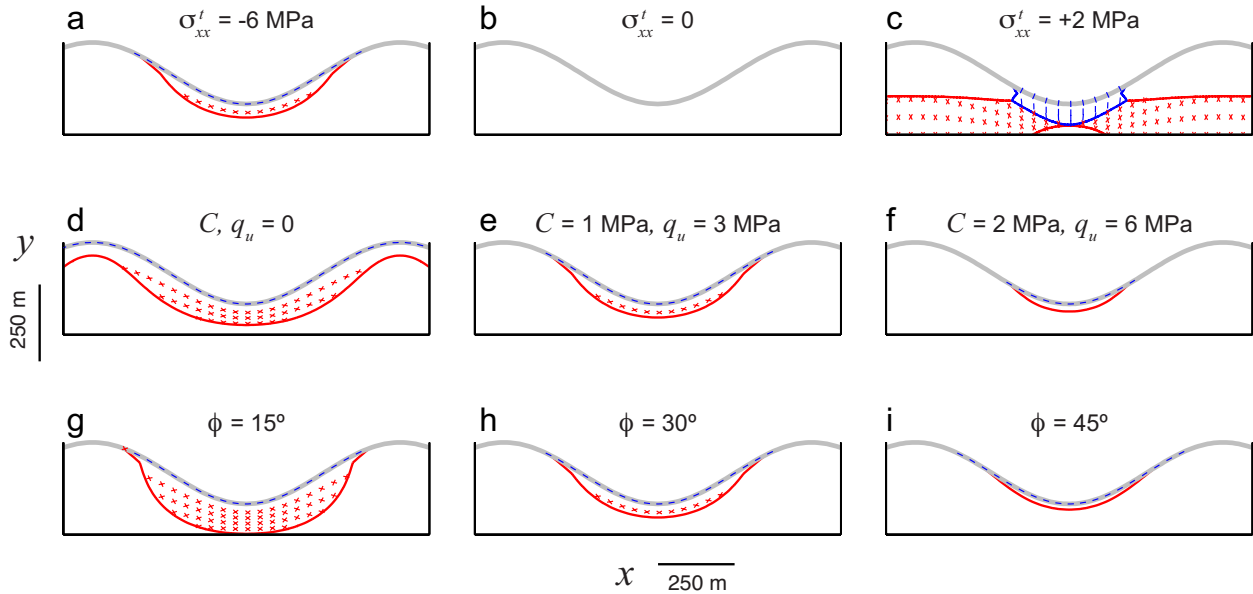 a σₓₓᵗ = -6 MPa
b σₓₓᵗ = 0
c σₓₓᵗ = +2 MPa
d C, qᵤ = 0
e C = 1 MPa, qᵤ = 3 MPa
f C = 2 MPa, qᵤ = 6 MPa
y
250 m
g ϕ = 15º
h ϕ = 30º
i ϕ = 45º
x
250 m